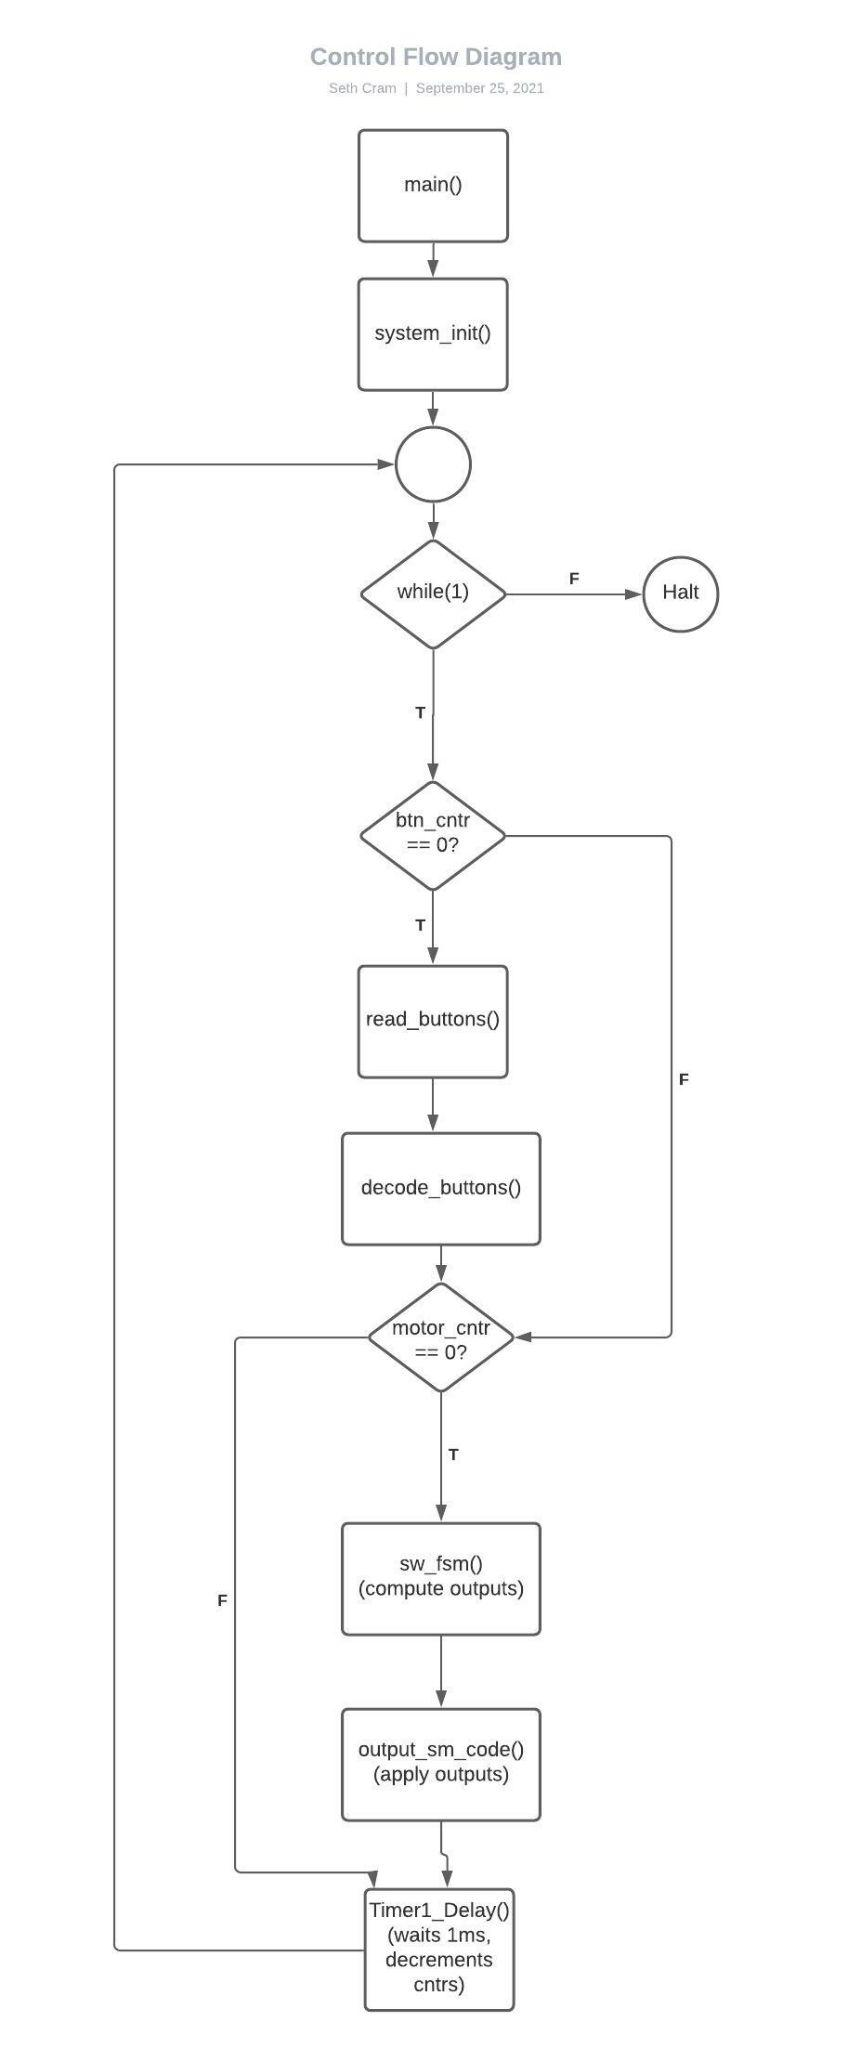 Control Flow Diagram
Seth Cram | September 25, 2021
main()
system_init()
while(1)
F
Halt
T
btn_cntr
== 0?
T
read_buttons()
F
decode_buttons()
motor_cntr
== 0?
T
sw_fsm()
(compute outputs)
F
output_sm_code()
(apply outputs)
Timer1_Delay()
(waits 1ms,
decrements
cntrs)